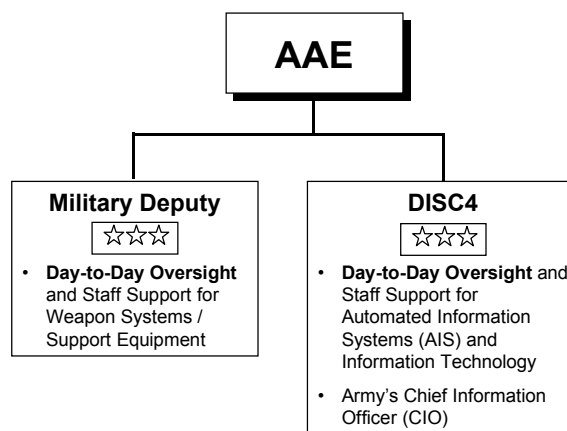 AAE
Military Deputy
• Day-to-Day Oversight
and Staff Support for
Weapon Systems /
Support Equipment
DISC4
• Day-to-Day Oversight and
Staff Support for
Automated Information
Systems (AIS) and
Information Technology
• Army’s Chief Information
Officer (CIO)